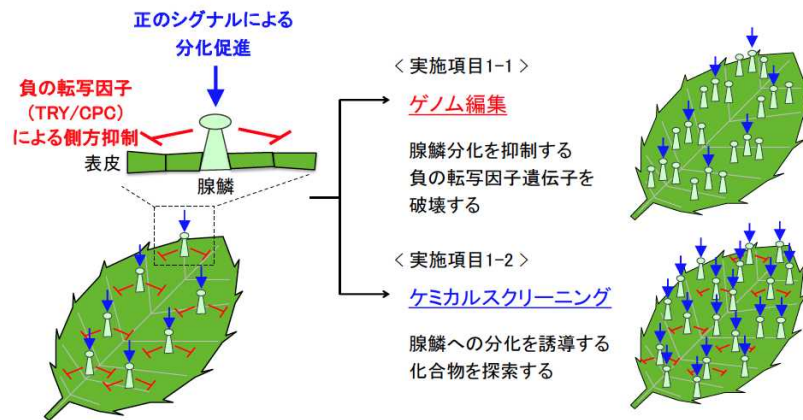 正のシグナルによる
分化促進
負の転写因子
(TRY/CPC)
による側方抑制
表皮
腺鱗
< 実施項目1-1 >
ゲノム編集
腺鱗分化を抑制する
負の転写因子遺伝子を
破壊する
< 実施項目1-2 >
ケミカルスクリーニング
腺鱗への分化を誘導する
化合物を探索する